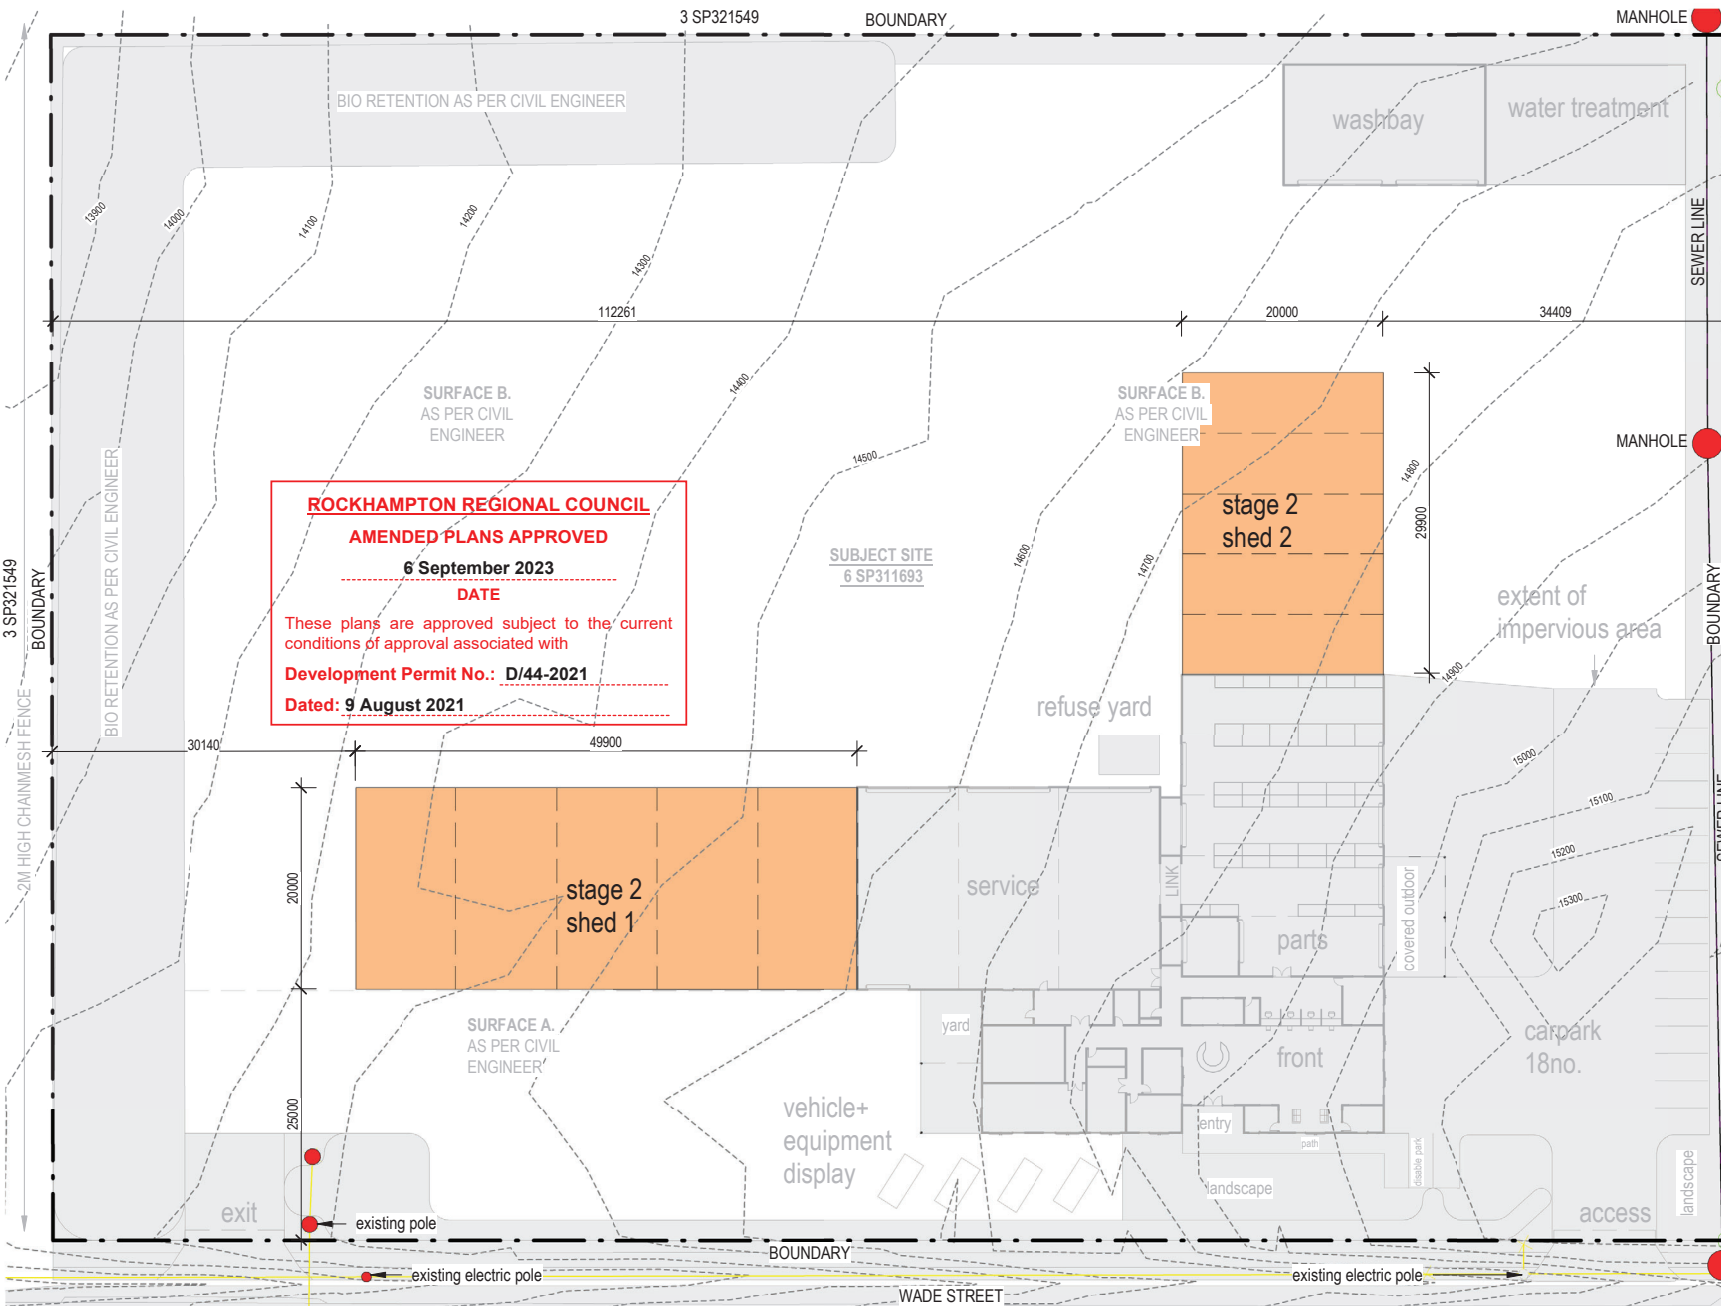 3 SP321549
BOUNDARY
MANHOLE
BIO RETENTION AS PER CIVIL ENGINEER
washbay
water treatment
13900
14000
14100
14200
14300
SEWER LINE
112261
20000
34409
SURFACE B.
AS PER CIVIL
ENGINEER
14400
SURFACE B.
AS PER CIVIL
ENGINEER
MANHOLE
14500
14800
BIO RETENTION AS PER CIVIL ENGINEER
ROCKHAMPTON REGIONAL COUNCIL
AMENDED PLANS APPROVED
6 September 2023
DATE
These plans are approved subject to the current
conditions of approval associated with
Development Permit No.: D/44-2021
Dated: 9 August 2021
stage 2
shed 2
29900
SUBJECT SITE
6 SP311693
14600
14700
3 SP321549
BOUNDARY
extent of
impervious area
BOUNDARY
14900
refuse yard
30140
49900
15000
2M HIGH CHAINMESH FENCE
15100
SEWER LINE
15200
15300
20000
stage 2
shed 1
service
LINK
parts
covered outdoor
SURFACE A.
AS PER CIVIL
ENGINEER
yard
front
carpark
18no.
25000
vehicle+
equipment
display
entry
path
disable park
landscape
landscape
exit
existing pole
access
BOUNDARY
existing electric pole
existing electric pole
WADE STREET